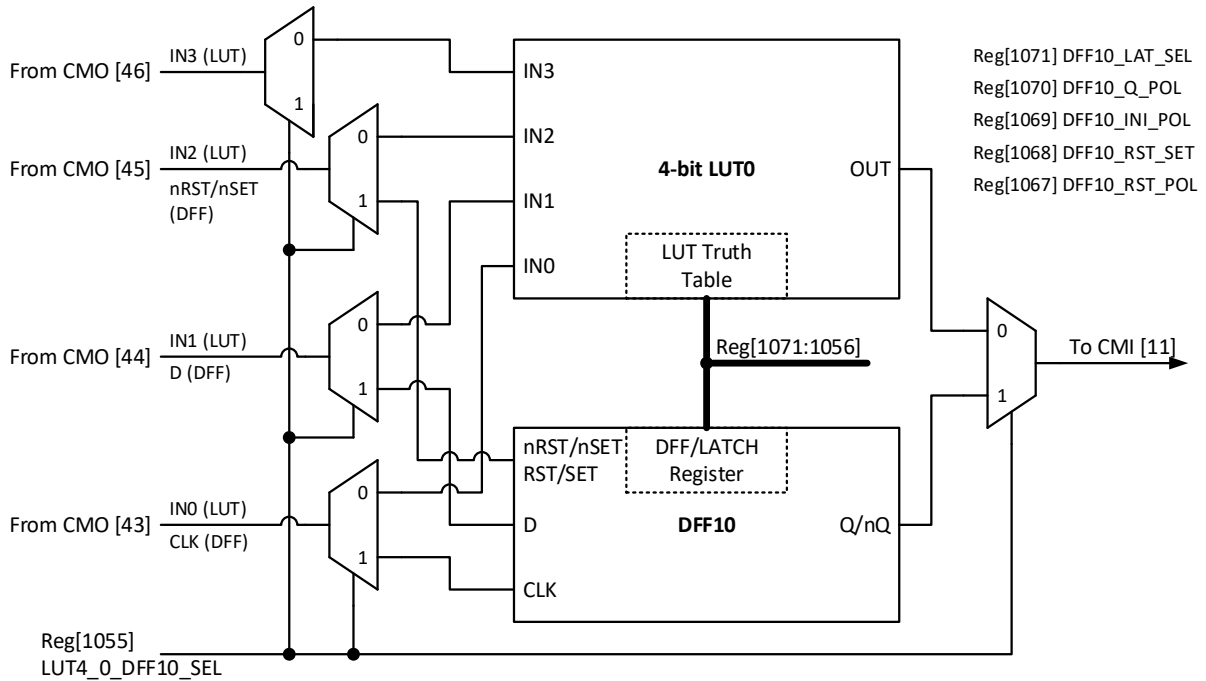 From CMO [46]
IN3 (LUT)
0
1
From CMO [45]
IN2 (LUT)
nRST/nSET
(DFF)
0
1
From CMO [44]
IN1 (LUT)
D (DFF)
0
1
From CMO [43]
IN0 (LUT)
CLK (DFF)
0
1
Reg[1055]
LUT4_0_DFF10_SEL
IN3
IN2
IN1
IN0
4-bit LUT0
OUT
LUT Truth
Table
Reg[1071:1056]
nRST/nSET
RST/SET
DFF/LATCH
Register
D
DFF10
Q/nQ
CLK
0
1
To CMI [11]
Reg[1071] DFF10_LAT_SEL
Reg[1070] DFF10_Q_POL
Reg[1069] DFF10_INI_POL
Reg[1068] DFF10_RST_SET
Reg[1067] DFF10_RST_POL